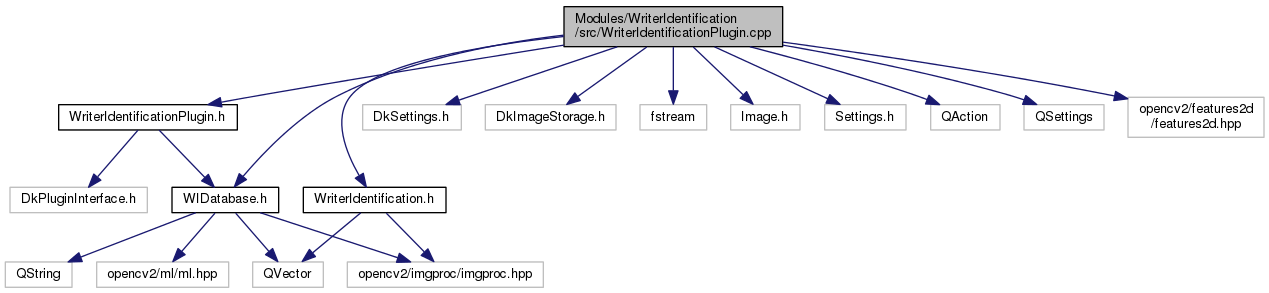 Modules/WriterIdentification
/src/WriterIdentificationPlugin.cpp
WriterIdentificationPlugin.h
DkSettings.h
DkImageStorage.h
fstream
Image.h
Settings.h
QAction
QSettings
opencv2/features2d
/features2d.hpp
DkPluginInterface.h
WIDatabase.h
WriterIdentification.h
QString
opencv2/ml/ml.hpp
QVector
opencv2/imgproc/imgproc.hpp